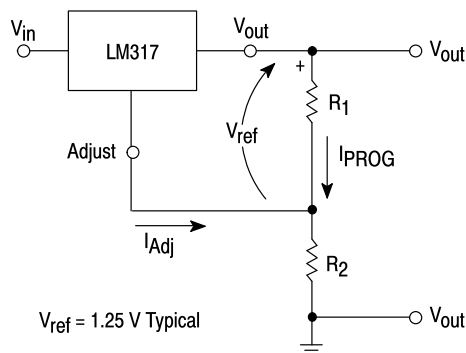 Vin
LM317
Vout
Vout
+
R1
Vref
Adjust
IPROG
IAdj
R2
Vref = 1.25 V Typical
Vout